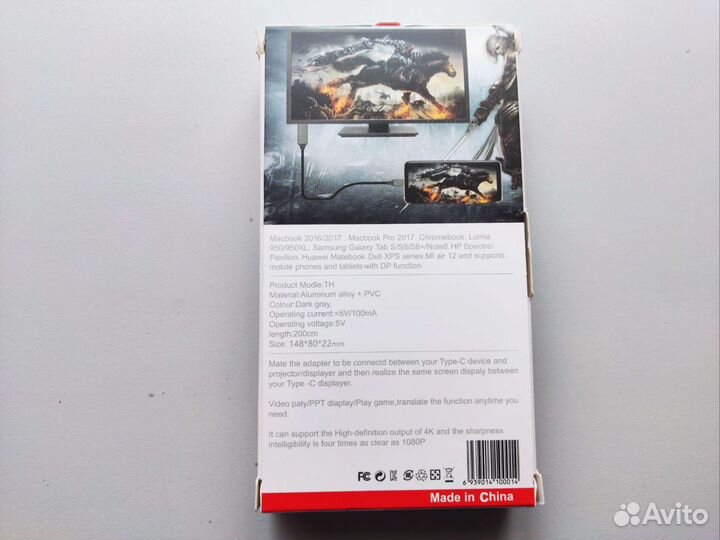 Macbook 2016/2017 . Macbook Pro 2017. Chromebook, Lumia
950/950XL. Samsung Galaxy Tab S/S8/S8+/Note8.HP Spectre/
Pavilion. Huawei Matebook.Dell XPS series.MI air 12 and supports
mobile phones and tablets with DP function.
Product Modie:TH
Material:Aluminum alloy + PVC
Colour:Dark gray,
Operating current:<5V/100mA
Operating voltage:5V
length:200cm
Size: 148*80*22mm
Mate the adapter to be connectd between your Type-C device and
projector/displayer and then realize the same screen dispaly between
your Type -C displayer.
Video paly/PPT diaplay/Play game,translate the function anytime you
need.
It can support the High-definition output of 4K and the sharpness
intelligibility is four times as clear as 1080P
FC CE
6 939014 100014
Made in China
Avito